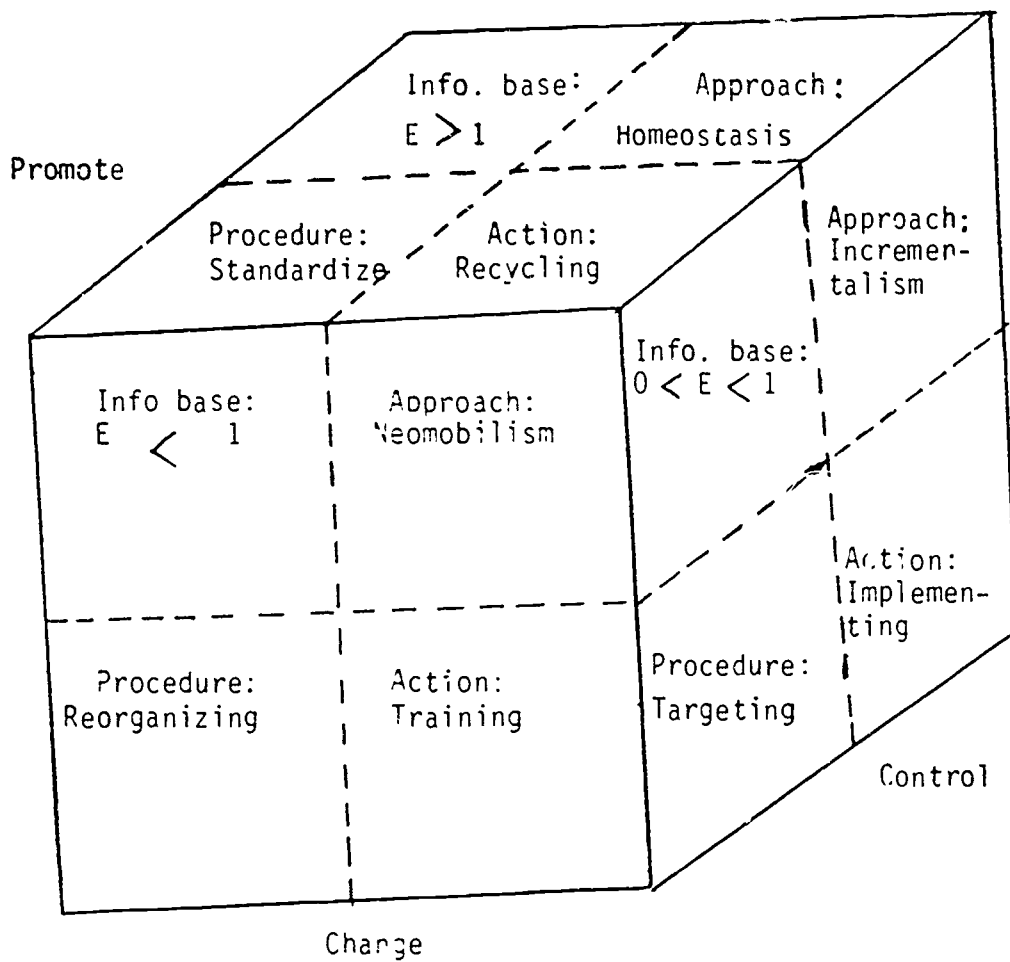 Info. base:
E > 1
Approach:
Homeostasis
Promote
Procedure:
Standardize
Action:
Recycling
Approach:
Incremen-
talism
Info base:
E < 1
Approach:
Neomobilism
Info. base:
0 < E < 1
Procedure:
Reorganizing
Action:
Training
Procedure:
Targeting
Action:
Implemen-
ting
Control
Change